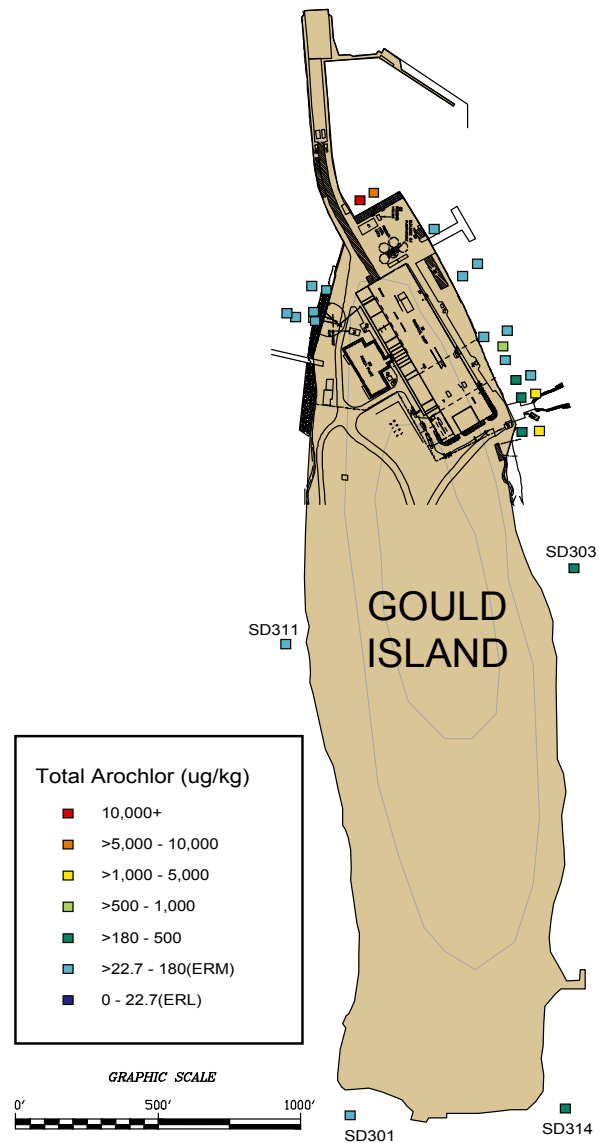 SD303
GOULD
ISLAND
SD311
Total Arochlor (ug/kg)
10,000+
>5,000 - 10,000
>1,000 - 5,000
>500 - 1,000
>180 - 500
>22.7 - 180(ERM)
0 - 22.7(ERL)
GRAPHIC SCALE
0' 500' 1000'
SD301
SD314